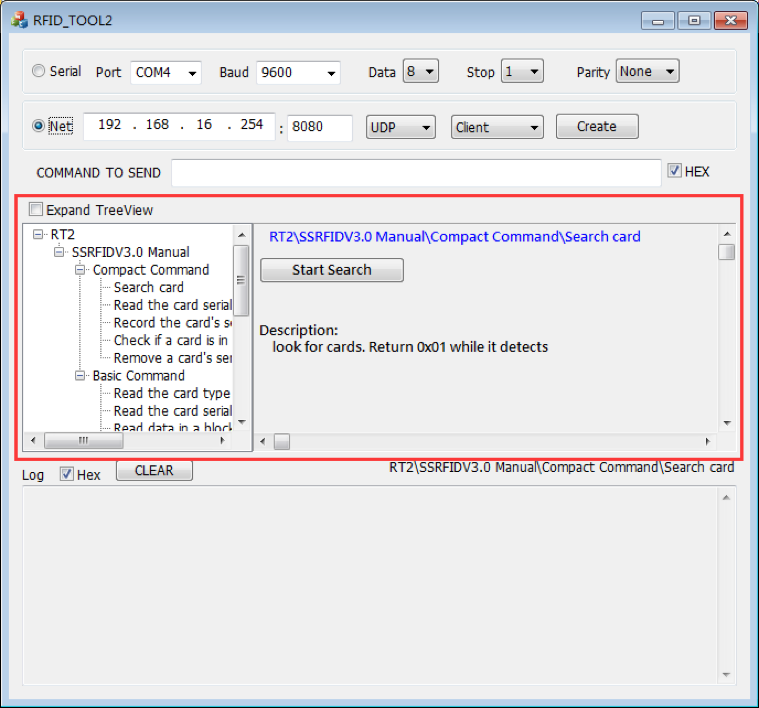 RFID_TOOL2
Serial Port COM4 Baud 9600 Data 8 Stop 1 Parity None
Net 192 . 168 . 16 . 254 : 8080 UDP Client Create
COMMAND TO SEND HEX
Expand TreeView
RT2
SSRFIDV3.0 Manual
Compact Command
Search card
Read the card serial
Record the card's se
Check if a card is in
Remove a card's ser
Basic Command
Read the card type
Read the card serial
Read data in a block
RT2\SSRFIDV3.0 Manual\Compact Command\Search card
Start Search
Description:
look for cards. Return 0x01 while it detects
Log Hex CLEAR RT2\SSRFIDV3.0 Manual\Compact Command\Search card